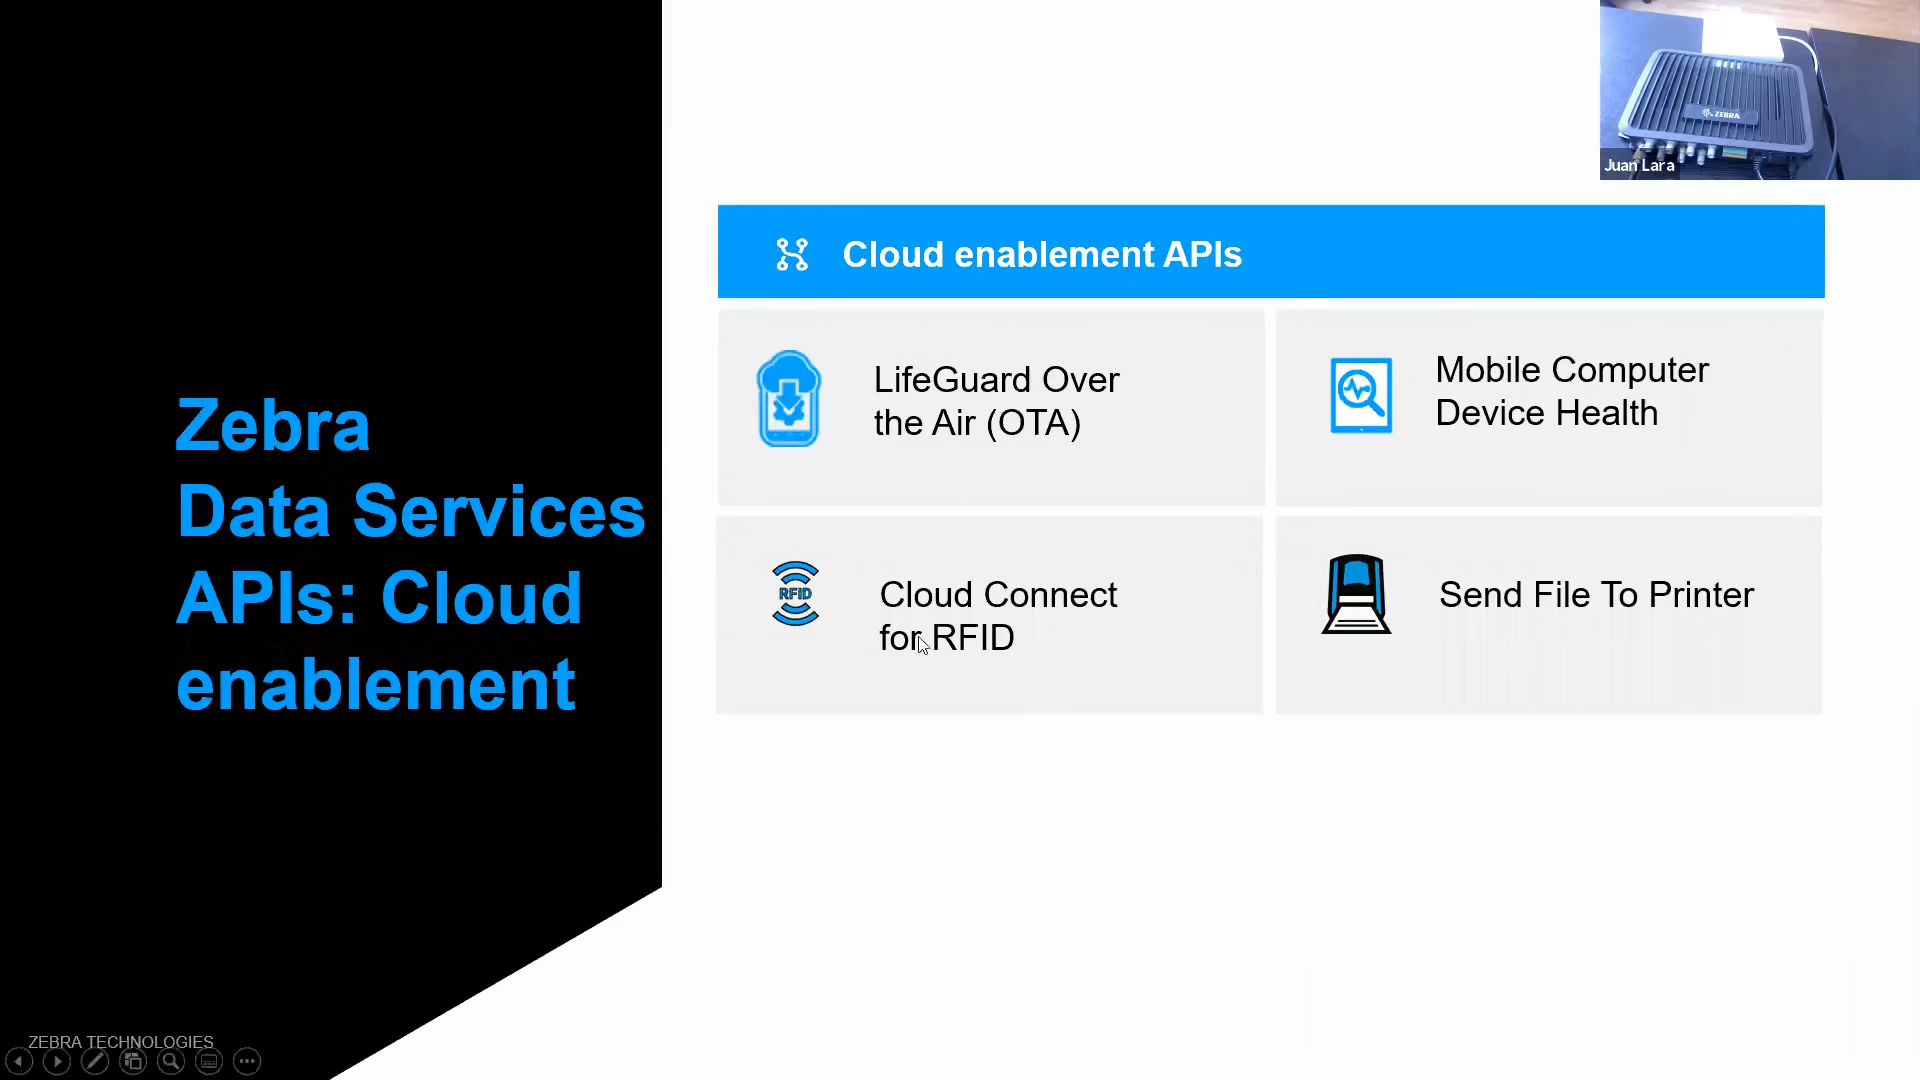 ZEBRA
Juan Lara
Cloud enablement APIs
LifeGuard Over
the Air (OTA)
Mobile Computer
Device Health
Zebra
Data Services
APIs: Cloud
enablement
RFID
Cloud Connect
for RFID
Send File To Printer
ZEBRA TECHNOLOGIES